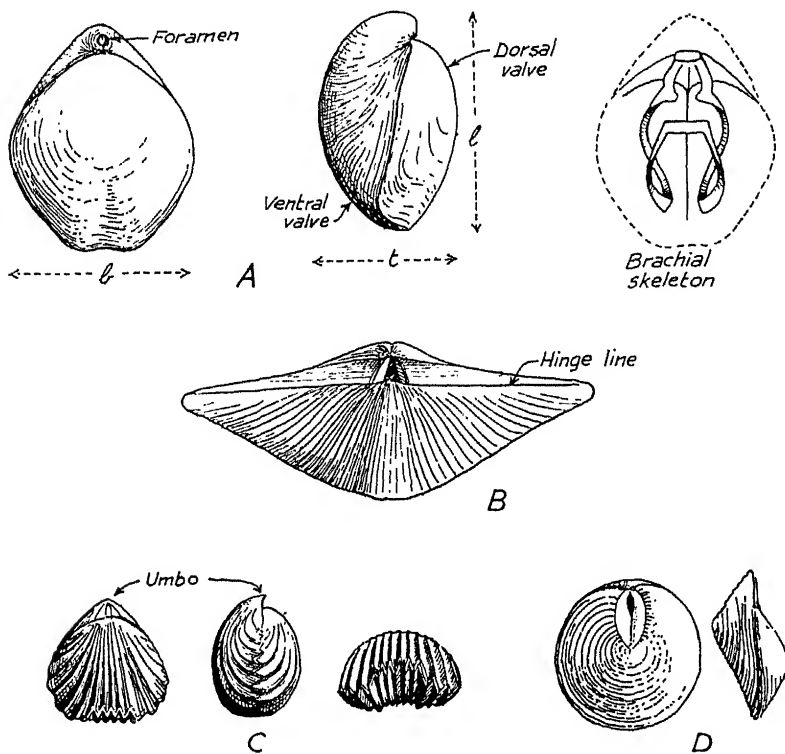 Foramen
Dorsal
valve
l
Ventral
valve
b
t
A
Brachial
skeleton
Hinge line
B
Umbo
C
D